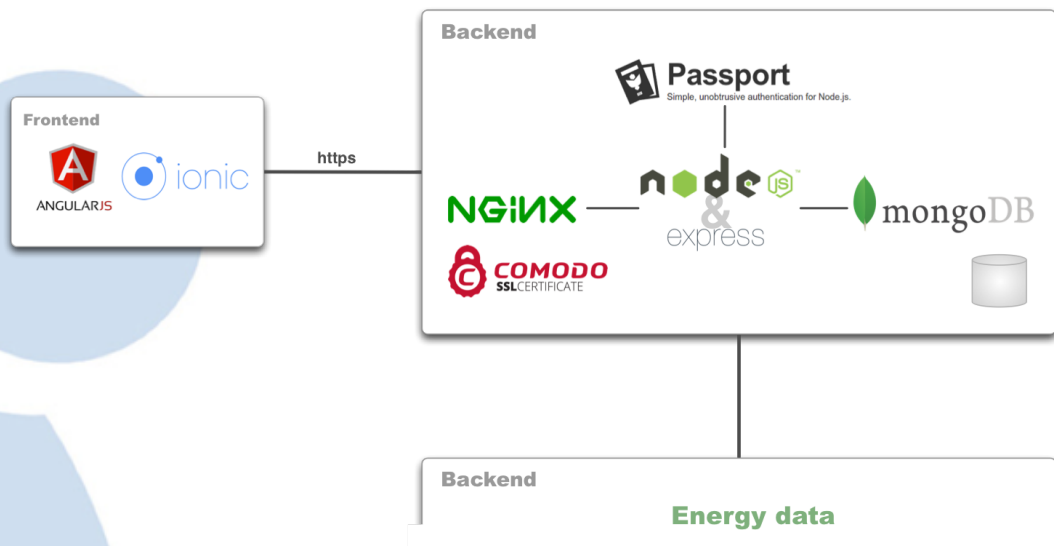 Backend
Passport
Simple, unobtrusive authentication for Node.js.
Frontend
ANGULARJS
ionic
https
NGINX
node JS™
&
express
mongoDB
C COMODO
SSLCERTIFICATE
Backend
Energy data